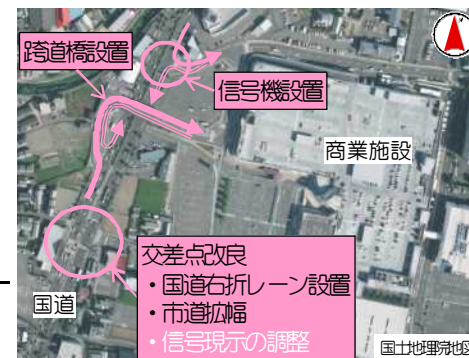 跨道橋設置
信号機設置
商業施設
交差点改良
・国道右折レーン設置
・市道拡幅
・信号現示の調整
国道
国土地理院地図